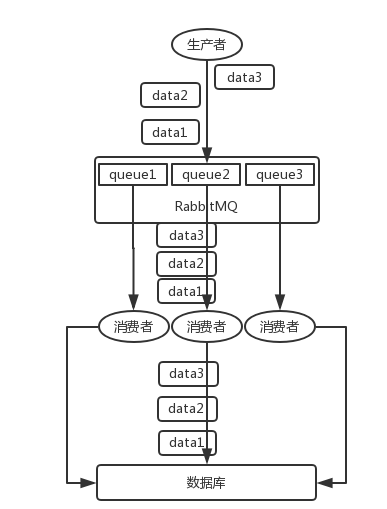 生产者
data3
data2
data1
queue1 queue2 queue3
RabbitMQ
data3
data2
data1
消费者 消费者 消费者
data3
data2
data1
数据库